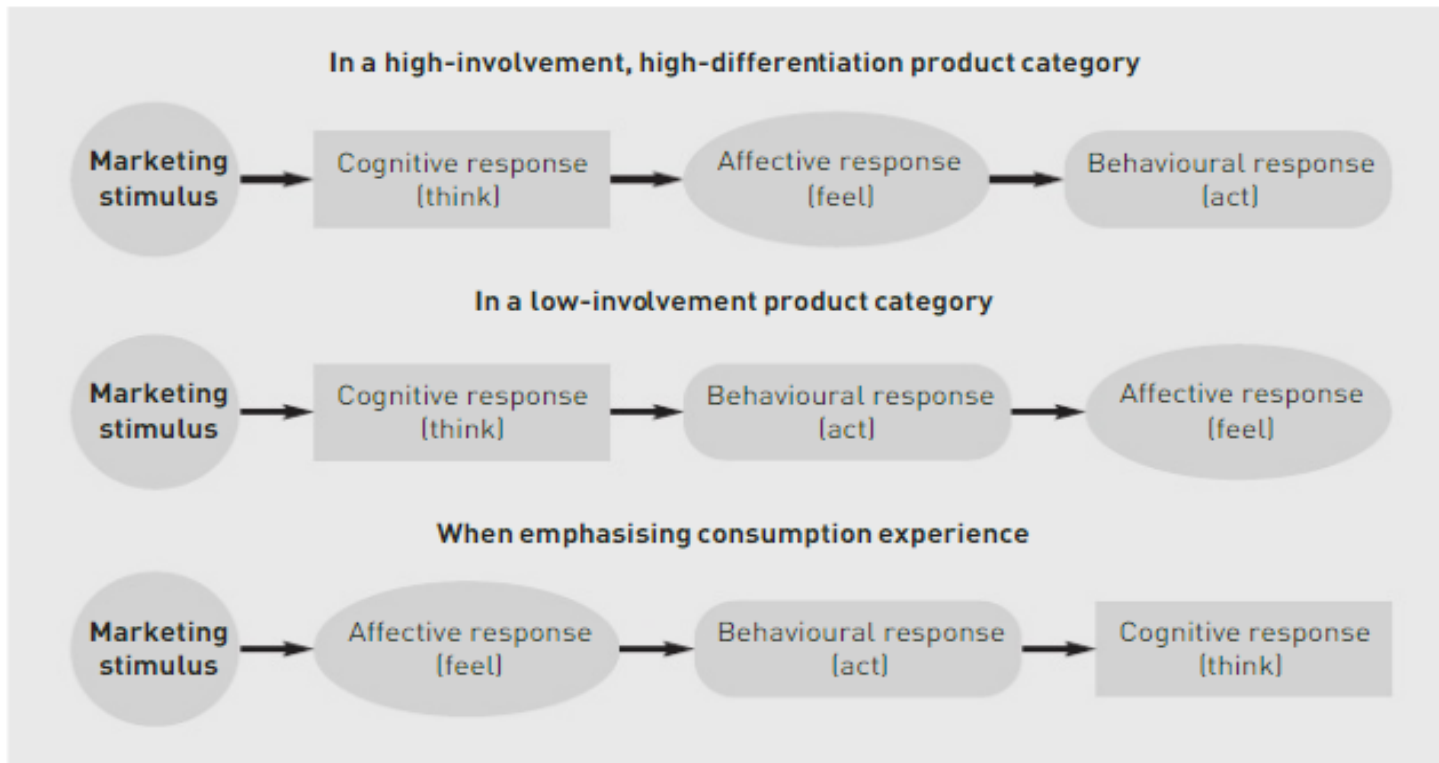 In a high-involvement, high-differentiation product category
Marketing
stimulus
Cognitive response
(think)
Affective response
(feel)
Behavioural response
(act)
In a low-involvement product category
Marketing
stimulus
Cognitive response
(think)
Behavioural response
(act)
Affective response
(feel)
When emphasising consumption experience
Marketing
stimulus
Affective response
(feel)
Behavioural response
(act)
Cognitive response
(think)